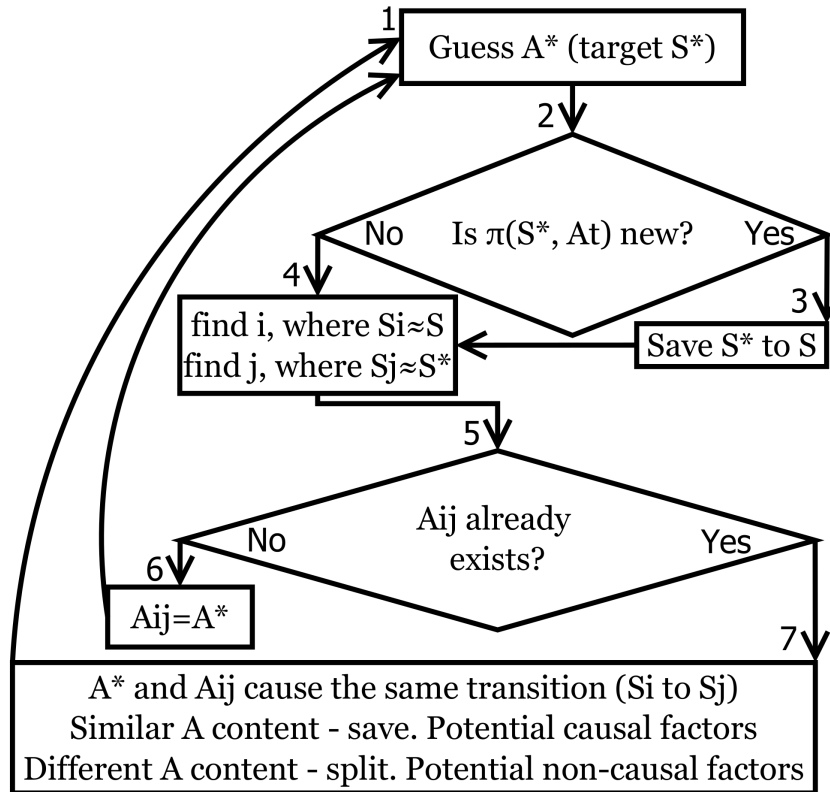 1
Guess A* (target S*)
2
No
Is π(S*, At) new?
Yes
4
3
find i, where Si≈S
find j, where Sj≈S*
Save S* to S
5
No
Aij already
exists?
Yes
6
Aij=A*
7
A* and Aij cause the same transition (Si to Sj)
Similar A content - save. Potential causal factors
Different A content - split. Potential non-causal factors